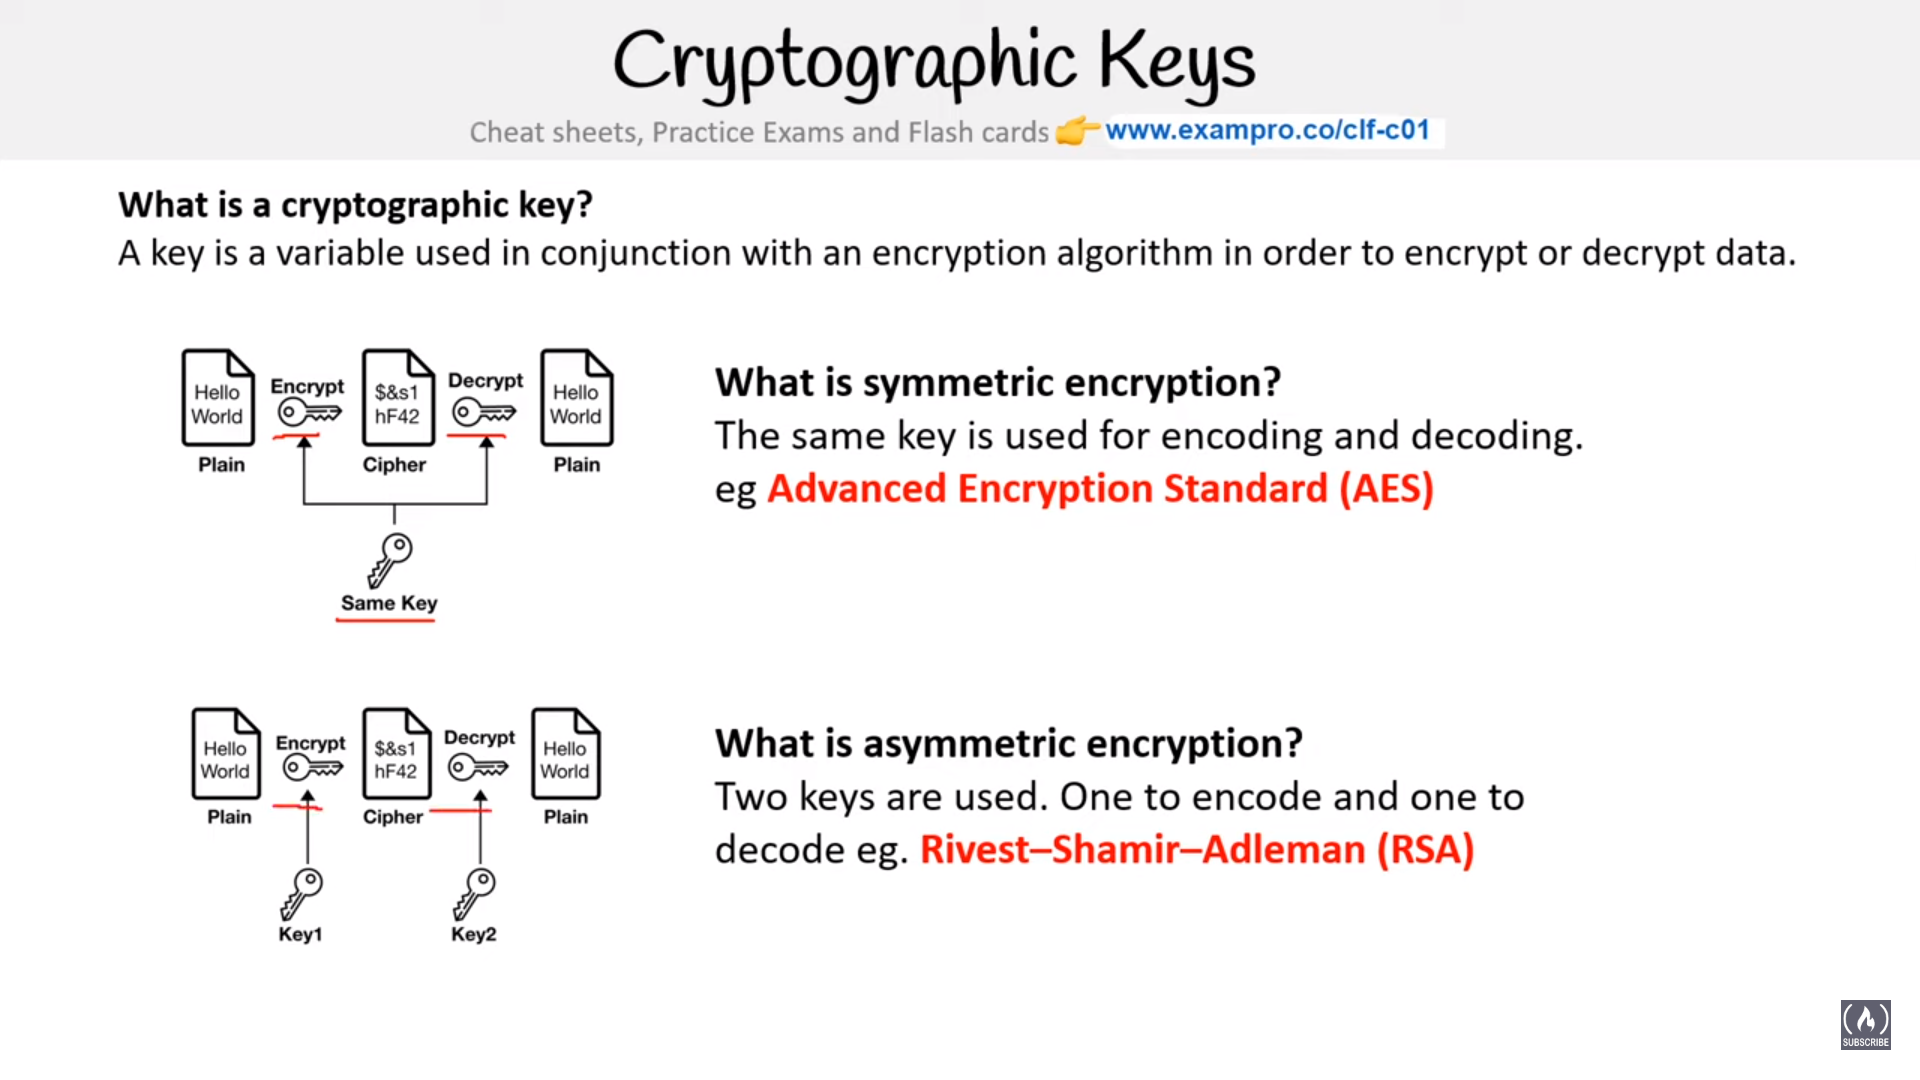 Cryptographic Keys
Cheat sheets, Practice Exams and Flash cards 👉 www.exampro.co/clf-c01
What is a cryptographic key?
A key is a variable used in conjunction with an encryption algorithm in order to encrypt or decrypt data.
Hello
World
Plain
Encrypt
$&s1
hF42
Cipher
Decrypt
Hello
World
Plain
Same Key
What is symmetric encryption?
The same key is used for encoding and decoding.
eg Advanced Encryption Standard (AES)
Hello
World
Plain
Encrypt
$&s1
hF42
Cipher
Decrypt
Hello
World
Plain
Key1
Key2
What is asymmetric encryption?
Two keys are used. One to encode and one to
decode eg. Rivest–Shamir–Adleman (RSA)
SUBSCRIBE